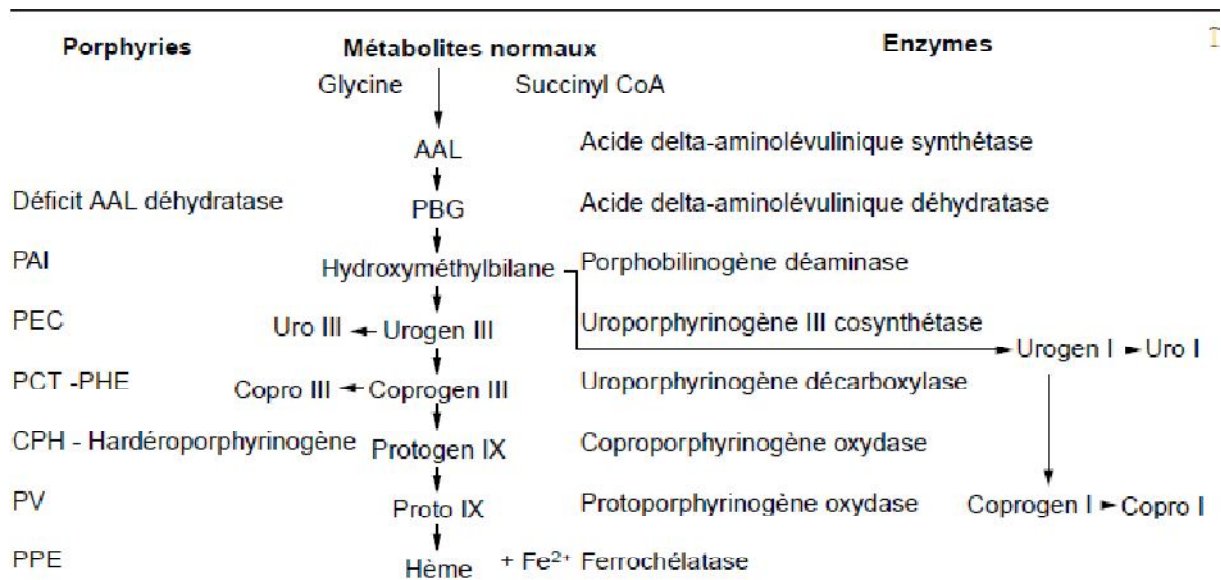 Porphyries Métabolites normaux Enzymes
Glycine Succinyl CoA
AAL Acide delta-aminolévulinique synthétase
Déficit AAL déhydratase PBG Acide delta-aminolévulinique déhydratase
PAI Hydroxyméthylbilane Porphobilinogène déaminase
PEC Uro III Urogen III Uroporphyrinogène III cosynthétase
Urogen I Uro I
PCT -PHE Copro III Coprogen III Uroporphyrinogène décarboxylase
CPH - Hardéroporphyrinogène Protogen IX Coproporphyrinogène oxydase
PV Proto IX Protoporphyrinogène oxydase Coprogen I Copro I
PPE Hème + Fe²⁺ Ferrochélatase